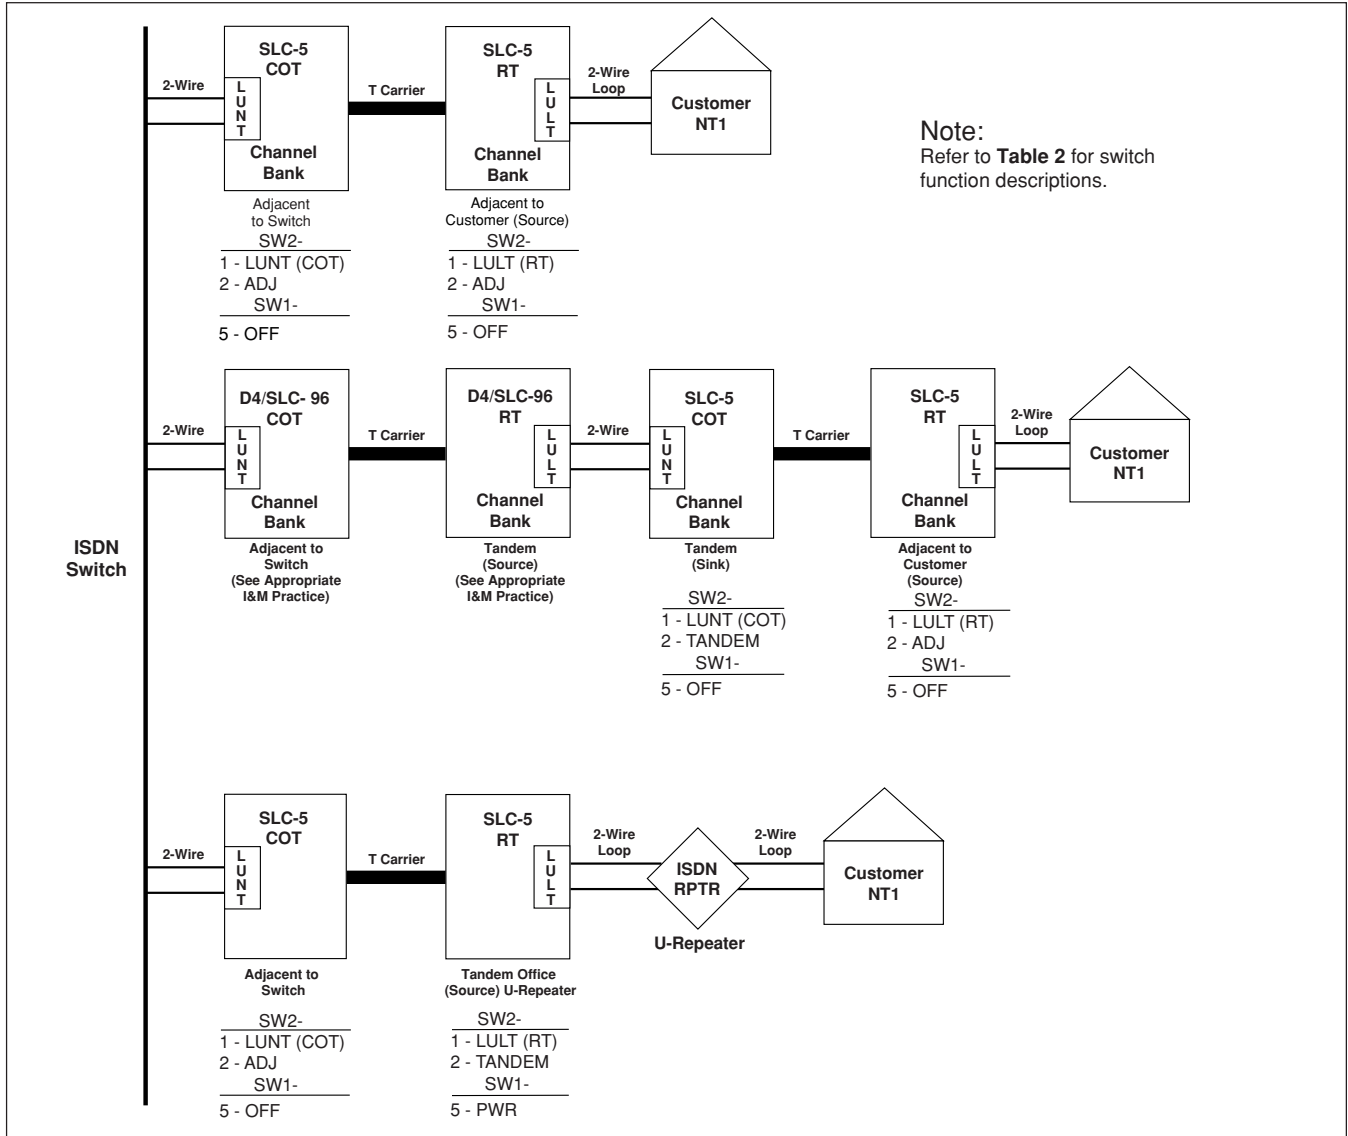 ISDN
Switch
2-Wire
SLC-5
COT
L
U
N
T
Channel
Bank
T Carrier
SLC-5
RT
L
U
L
T
Channel
Bank
2-Wire
Loop
Customer
NT1
Note:
Refer to Table 2 for switch
function descriptions.
Adjacent
to Switch
SW2-
1 - LUNT (COT)
2 - ADJ
SW1-
5 - OFF
Adjacent to
Customer (Source)
SW2-
1 - LULT (RT)
2 - ADJ
SW1-
5 - OFF
2-Wire
D4/SLC- 96
COT
L
U
N
T
Channel
Bank
T Carrier
D4/SLC-96
RT
L
U
L
T
Channel
Bank
2-Wire
SLC-5
COT
L
U
N
T
Channel
Bank
T Carrier
SLC-5
RT
L
U
L
T
Channel
Bank
2-Wire
Loop
Customer
NT1
Adjacent to
Switch
(See Appropriate
I&M Practice)
Tandem
(Source)
(See Appropriate
I&M Practice)
Tandem
(Sink)
SW2-
1 - LUNT (COT)
2 - TANDEM
SW1-
5 - OFF
Adjacent to
Customer
(Source)
SW2-
1 - LULT (RT)
2 - ADJ
SW1-
5 - OFF
2-Wire
SLC-5
COT
L
U
N
T
T Carrier
SLC-5
RT
L
U
L
T
2-Wire
Loop
ISDN
RPTR
U-Repeater
2-Wire
Loop
Customer
NT1
Adjacent to
Switch
SW2-
1 - LUNT (COT)
2 - ADJ
SW1-
5 - OFF
Tandem Office
(Source) U-Repeater
SW2-
1 - LULT (RT)
2 - TANDEM
SW1-
5 - PWR